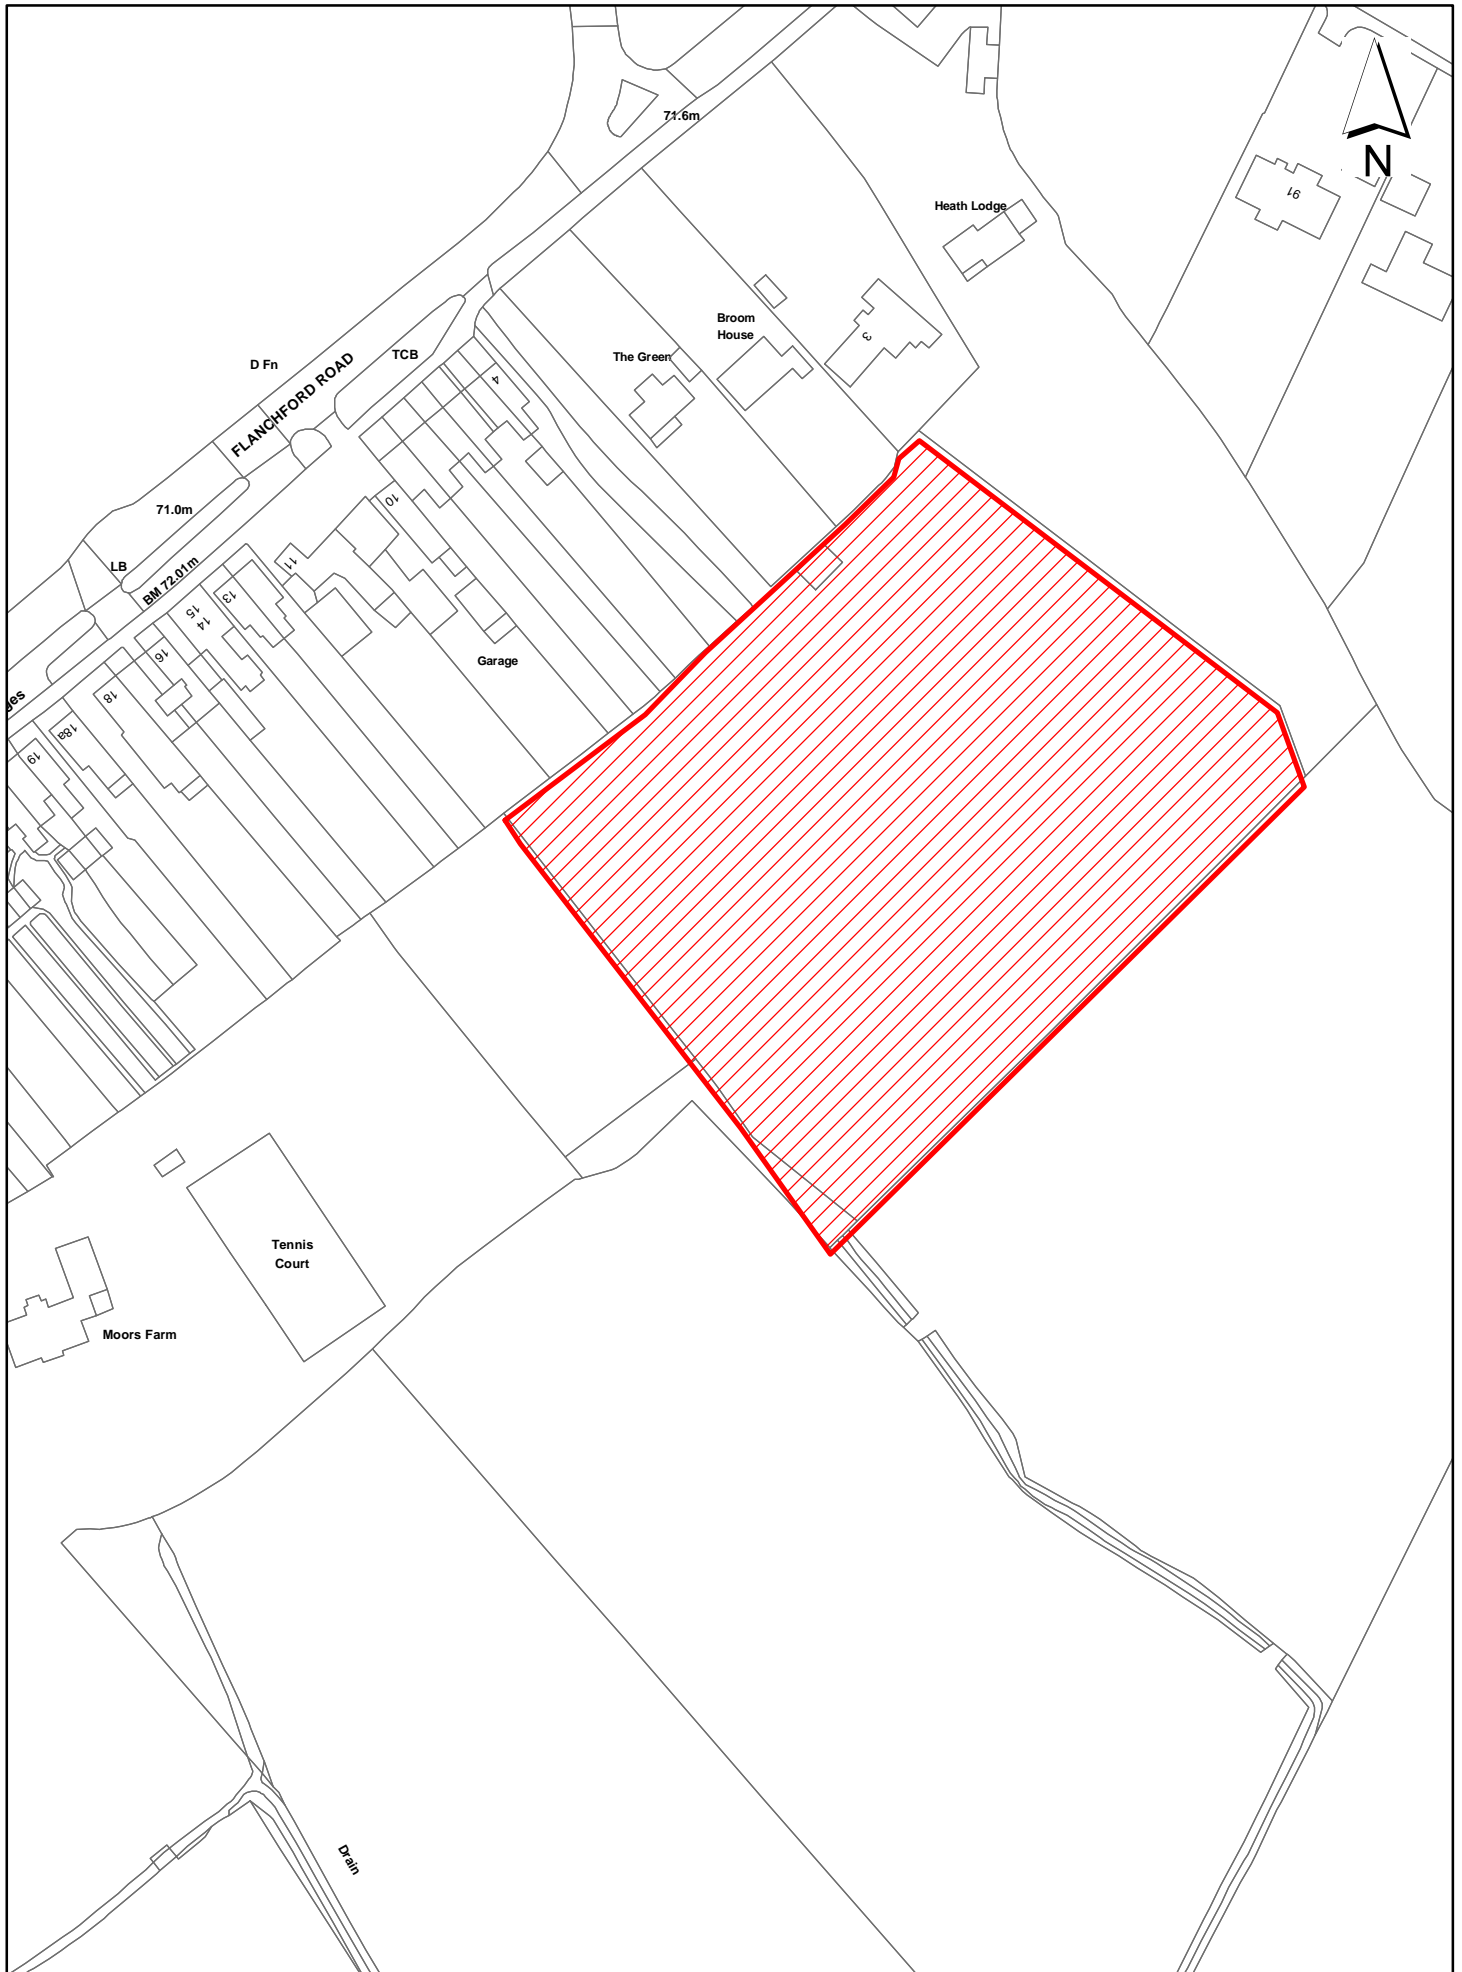 71.6m
N
91
Heath Lodge
Broom
House
3
The Green
TCB
D Fn
FLANCHFORD ROAD
4
71.0m
10
LB
BM 72.01m
11
13
15
14
Garage
16
18
ges
18a
19
Tennis
Court
Moors Farm
Drain